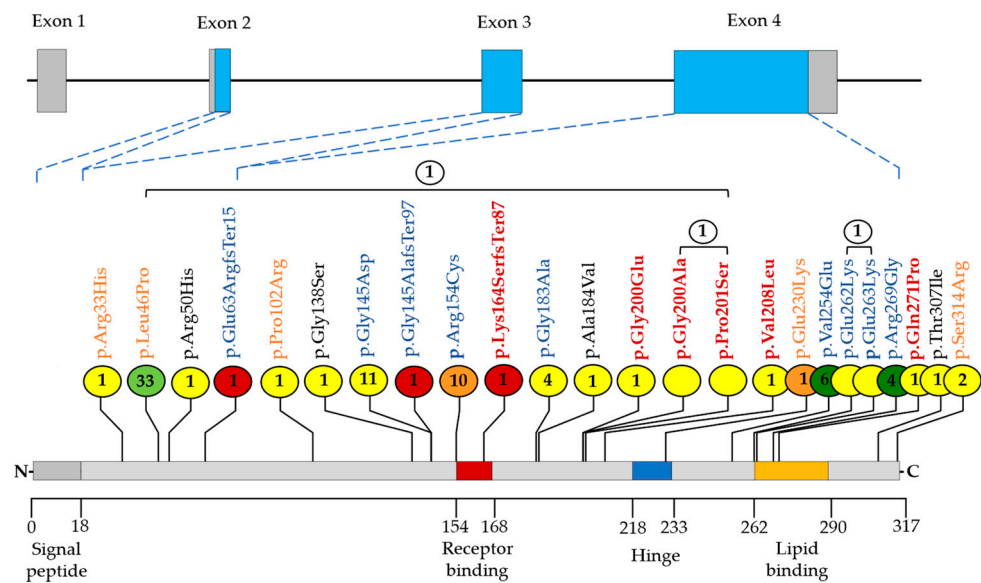 Exon 1
Exon 2
Exon 3
Exon 4
1
1
1
p.Arg33His
p.Leu46Pro
p.Arg50His
p.Glu63ArgfsTer15
p.Pro102Arg
p.Gly138Ser
p.Gly145Asp
p.Gly145AlafsTer97
p.Arg154Cys
p.Lys164SerfsTer87
p.Gly183Ala
p.Ala184Val
p.Gly200Glu
p.Gly200Ala
p.Pro201Ser
p.Val208Leu
p.Glu230Lys
p.Val254Glu
p.Glu262Lys
p.Glu263Lys
p.Arg269Gly
p.Gln271Pro
p.Thr307Ile
p.Ser314Arg
1 33 1 1 1 1 11 1 10 1 4 1 1 1 1 6 4 1 1 2
N C
0 18 154 168 218 233 262 290 317
Signal
peptide
Receptor
binding
Hinge
Lipid
binding